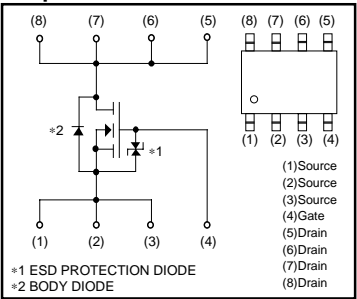 (8) (7) (6) (5)
(8) (7) (6) (5)
∗2
∗1
(1) (2) (3) (4)
(1) (2) (3) (4)
(1)Source
(2)Source
(3)Source
(4)Gate
(5)Drain
(6)Drain
(7)Drain
(8)Drain
∗1 ESD PROTECTION DIODE
∗2 BODY DIODE